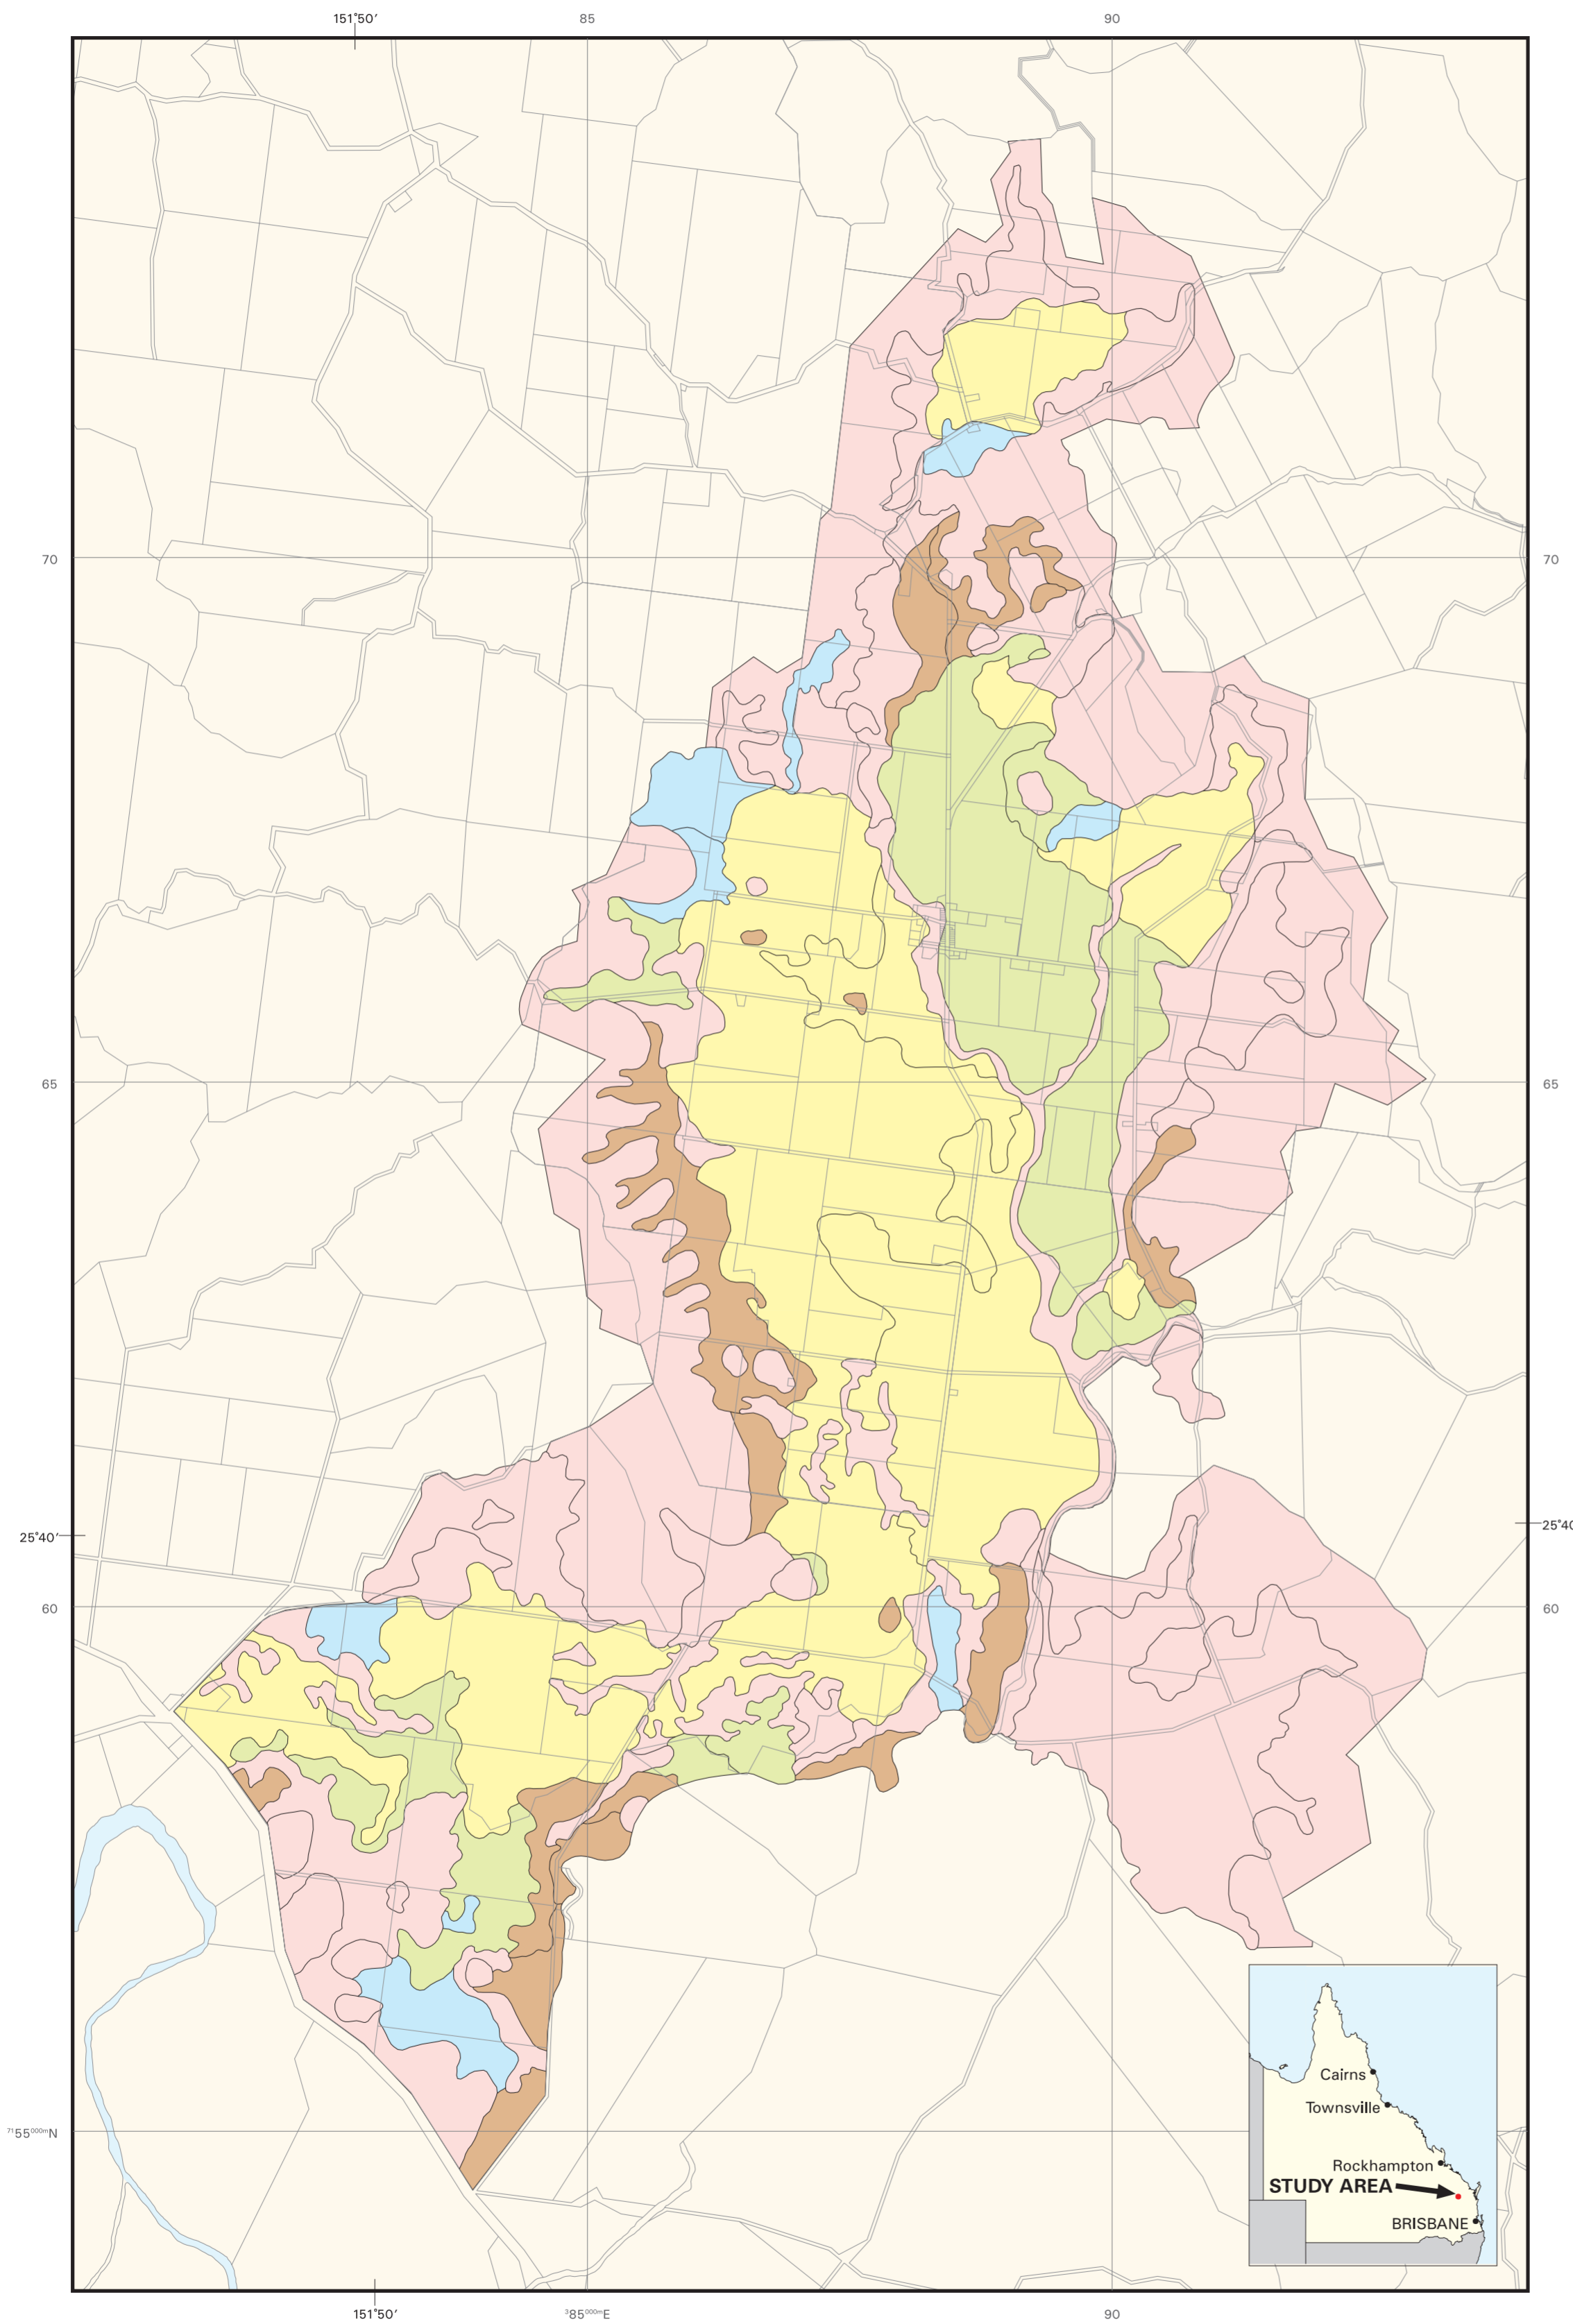 151°50’ 85 90
70 70
65 65
25°40’ 25°40
60 60
Cairns
Townsville
Rockhampton
STUDY AREA
BRISBANE
7155000mN
151°50’ 385000mE 90